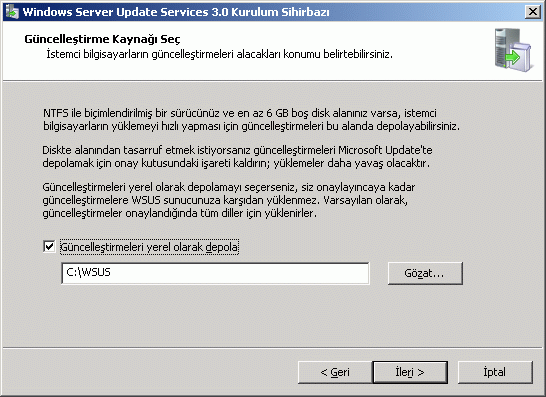 Windows Server Update Services 3.0 Kurulum Sihirbazı
Güncelleştirme Kaynağı Seç
İstemci bilgisayarların güncelleştirmeleri alacakları konumu belirtebilirsiniz.
NTFS ile biçimlendirilmiş bir sürücünüz ve en az 6 GB boş disk alanınız varsa, istemci
bilgisayarların yüklemeyi hızlı yapması için güncelleştirmeleri bu alanda depolayabilirsiniz.
Diskte alanından tasarruf etmek istiyorsanız güncelleştirmeleri Microsoft Update'te
depolamak için onay kutusundaki işareti kaldırın; yüklemeler daha yavaş olacaktır.
Güncelleştirmeleri yerel olarak depolamayı seçerseniz, siz onaylayıncaya kadar
güncelleştirmelere WSUS sunucunuza karşıdan yüklenmez. Varsayılan olarak,
güncelleştirmeler onaylandığında tüm diller için yüklenirler.
Güncelleştirmeleri yerel olarak depola
C:\WSUS
Gözat...
< Geri
İleri >
İptal